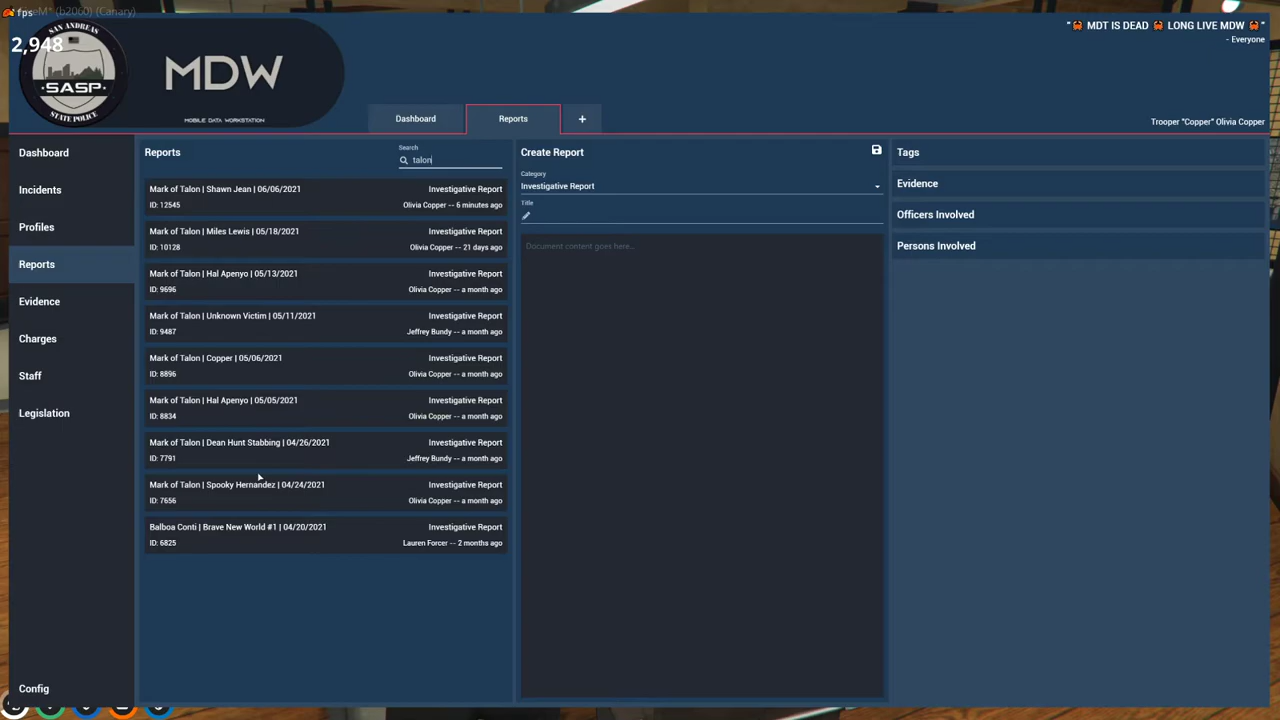 fps
eM* (b2060) (Canary)
2,948
SAN ANDREAS
SASP
STATE POLICE
MDW
MOBILE DATA WORKSTATION
" MDT IS DEAD LONG LIVE MDW "
- Everyone
Dashboard
Reports
+
Trooper "Copper" Olivia Copper
Dashboard
Incidents
Profiles
Reports
Evidence
Charges
Staff
Legislation
Config
Reports
Search
talon
Mark of Talon | Shawn Jean | 06/06/2021 Investigative Report
ID: 12545 Olivia Copper -- 6 minutes ago
Mark of Talon | Miles Lewis | 05/18/2021 Investigative Report
ID: 10128 Olivia Copper -- 21 days ago
Mark of Talon | Hal Apenyo | 05/13/2021 Investigative Report
ID: 9696 Olivia Copper -- a month ago
Mark of Talon | Unknown Victim | 05/11/2021 Investigative Report
ID: 9487 Jeffrey Bundy -- a month ago
Mark of Talon | Copper | 05/06/2021 Investigative Report
ID: 8896 Olivia Copper -- a month ago
Mark of Talon | Hal Apenyo | 05/05/2021 Investigative Report
ID: 8834 Olivia Copper -- a month ago
Mark of Talon | Dean Hunt Stabbing | 04/26/2021 Investigative Report
ID: 7791 Jeffrey Bundy -- a month ago
Mark of Talon | Spooky Hernandez | 04/24/2021 Investigative Report
ID: 7656 Olivia Copper -- a month ago
Balboa Conti | Brave New World #1 | 04/20/2021 Investigative Report
ID: 6825 Lauren Forcer -- 2 months ago
Create Report
Category
Investigative Report
Title
Document content goes here...
Tags
Evidence
Officers Involved
Persons Involved